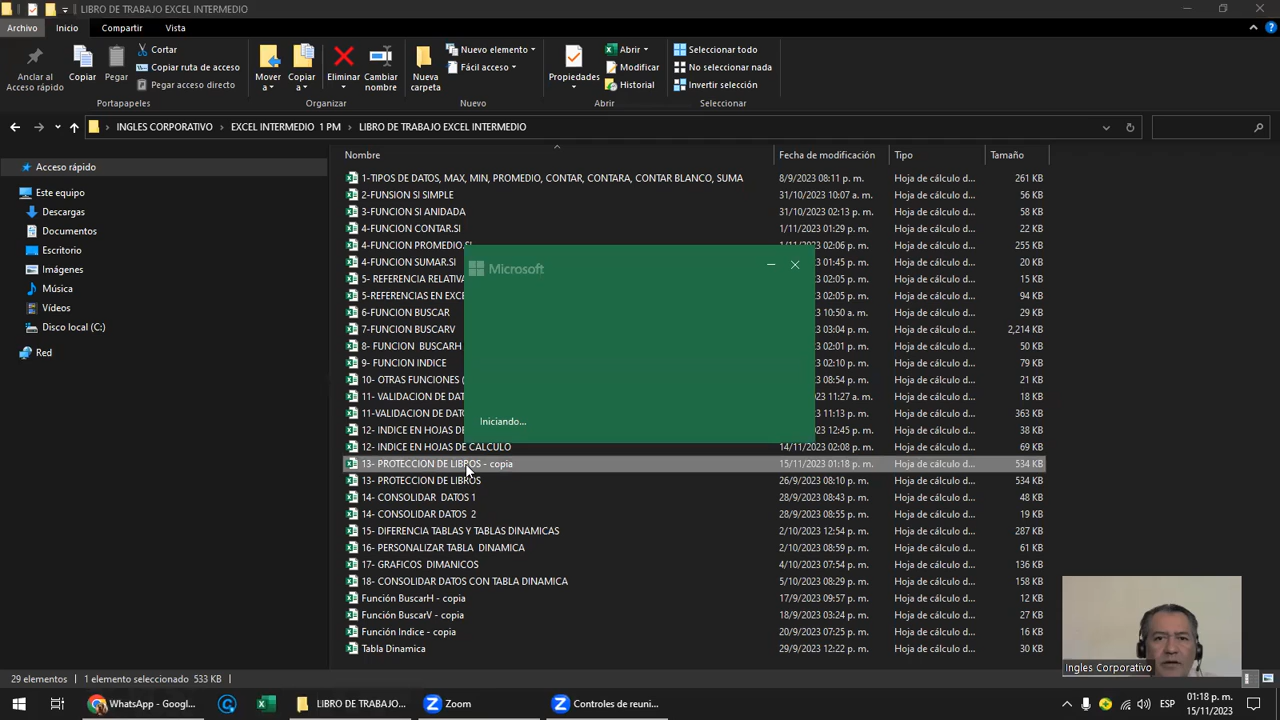 LIBRO DE TRABAJO EXCEL INTERMEDIO
Archivo Inicio Compartir Vista
Anclar al Acceso rápido
Copiar
Pegar
Cortar
Copiar ruta de acceso
Pegar acceso directo
Mover a
Copiar a
Eliminar
Cambiar nombre
Nueva carpeta
Nuevo elemento
Fácil acceso
Propiedades
Abrir
Modificar
Historial
Seleccionar todo
No seleccionar nada
Invertir selección
Portapapeles Organizar Nuevo Abrir Seleccionar
INGLES CORPORATIVO > EXCEL INTERMEDIO 1 PM > LIBRO DE TRABAJO EXCEL INTERMEDIO
Acceso rápido
Este equipo
Descargas
Documentos
Escritorio
Imágenes
Música
Vídeos
Disco local (C:)
Red
Nombre Fecha de modificación Tipo Tamaño
1-TIPOS DE DATOS, MAX, MIN, PROMEDIO, CONTAR, CONTARA, CONTAR BLANCO, SUMA 8/9/2023 08:11 p. m. Hoja de cálculo d... 261 KB
2-FUNSION SI SIMPLE 31/10/2023 10:07 a. m. Hoja de cálculo d... 56 KB
3-FUNCION SI ANIDADA 31/10/2023 02:13 p. m. Hoja de cálculo d... 58 KB
4-FUNCION CONTAR.SI 1/11/2023 01:29 p. m. Hoja de cálculo d... 22 KB
4-FUNCION PROMEDIO.SI 02:06 p. m. Hoja de cálculo d... 255 KB
4-FUNCION SUMAR.SI 01:45 p. m. Hoja de cálculo d... 20 KB
5- REFERENCIA RELATIVA 02:05 p. m. Hoja de cálculo d... 15 KB
5-REFERENCIAS EN EXCE 02:05 p. m. Hoja de cálculo d... 94 KB
6-FUNCION BUSCAR 10:50 a. m. Hoja de cálculo d... 29 KB
7-FUNCION BUSCARV 03:04 p. m. Hoja de cálculo d... 2,214 KB
8- FUNCION BUSCARH 02:01 p. m. Hoja de cálculo d... 50 KB
9- FUNCION INDICE 02:10 p. m. Hoja de cálculo d... 79 KB
10- OTRAS FUNCIONES ( 08:54 p. m. Hoja de cálculo d... 21 KB
11- VALIDACION DE DAT 11:27 a. m. Hoja de cálculo d... 18 KB
11-VALIDACION DE DAT 11:13 p. m. Hoja de cálculo d... 363 KB
12- INDICE EN HOJAS DE 12:45 p. m. Hoja de cálculo d... 38 KB
12- INDICE EN HOJAS DE CALCULO 14/11/2023 02:08 p. m. Hoja de cálculo d... 69 KB
13- PROTECCION DE LIBROS - copia 15/11/2023 01:18 p. m. Hoja de cálculo d... 534 KB
13- PROTECCION DE LIBROS 26/9/2023 08:10 p. m. Hoja de cálculo d... 534 KB
14- CONSOLIDAR DATOS 1 28/9/2023 08:43 p. m. Hoja de cálculo d... 48 KB
14- CONSOLIDAR DATOS 2 28/9/2023 08:55 p. m. Hoja de cálculo d... 19 KB
15- DIFERENCIA TABLAS Y TABLAS DINAMICAS 2/10/2023 12:54 p. m. Hoja de cálculo d... 287 KB
16- PERSONALIZAR TABLA DINAMICA 2/10/2023 08:59 p. m. Hoja de cálculo d... 61 KB
17- GRAFICOS DIMANICOS 4/10/2023 07:54 p. m. Hoja de cálculo d... 136 KB
18- CONSOLIDAR DATOS CON TABLA DINAMICA 5/10/2023 08:29 p. m. Hoja de cálculo d... 158 KB
Función BuscarH - copia 17/9/2023 09:57 p. m. Hoja de cálculo d... 12 KB
Función BuscarV - copia 18/9/2023 03:24 p. m. Hoja de cálculo d... 27 KB
Función Indice - copia 20/9/2023 07:25 p. m. Hoja de cálculo d... 16 KB
Tabla Dinamica 29/9/2023 12:22 p. m. Hoja de cálculo d... 30 KB
Microsoft
Iniciando...
Ingles Corporativo
29 elementos 1 elemento seleccionado 533 KB
WhatsApp - Googl...
LIBRO DE TRABAJO...
Zoom
Controles de reuni...
01:18 p. m.
15/11/2023